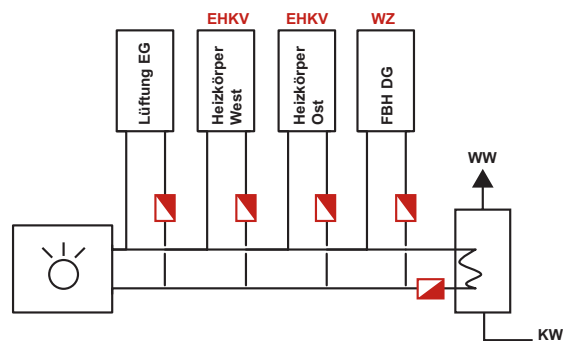 EHKV
EHKV
WZ
Lüftung EG
Heizkörper
West
Heizkörper
Ost
FBH DG
WW
KW